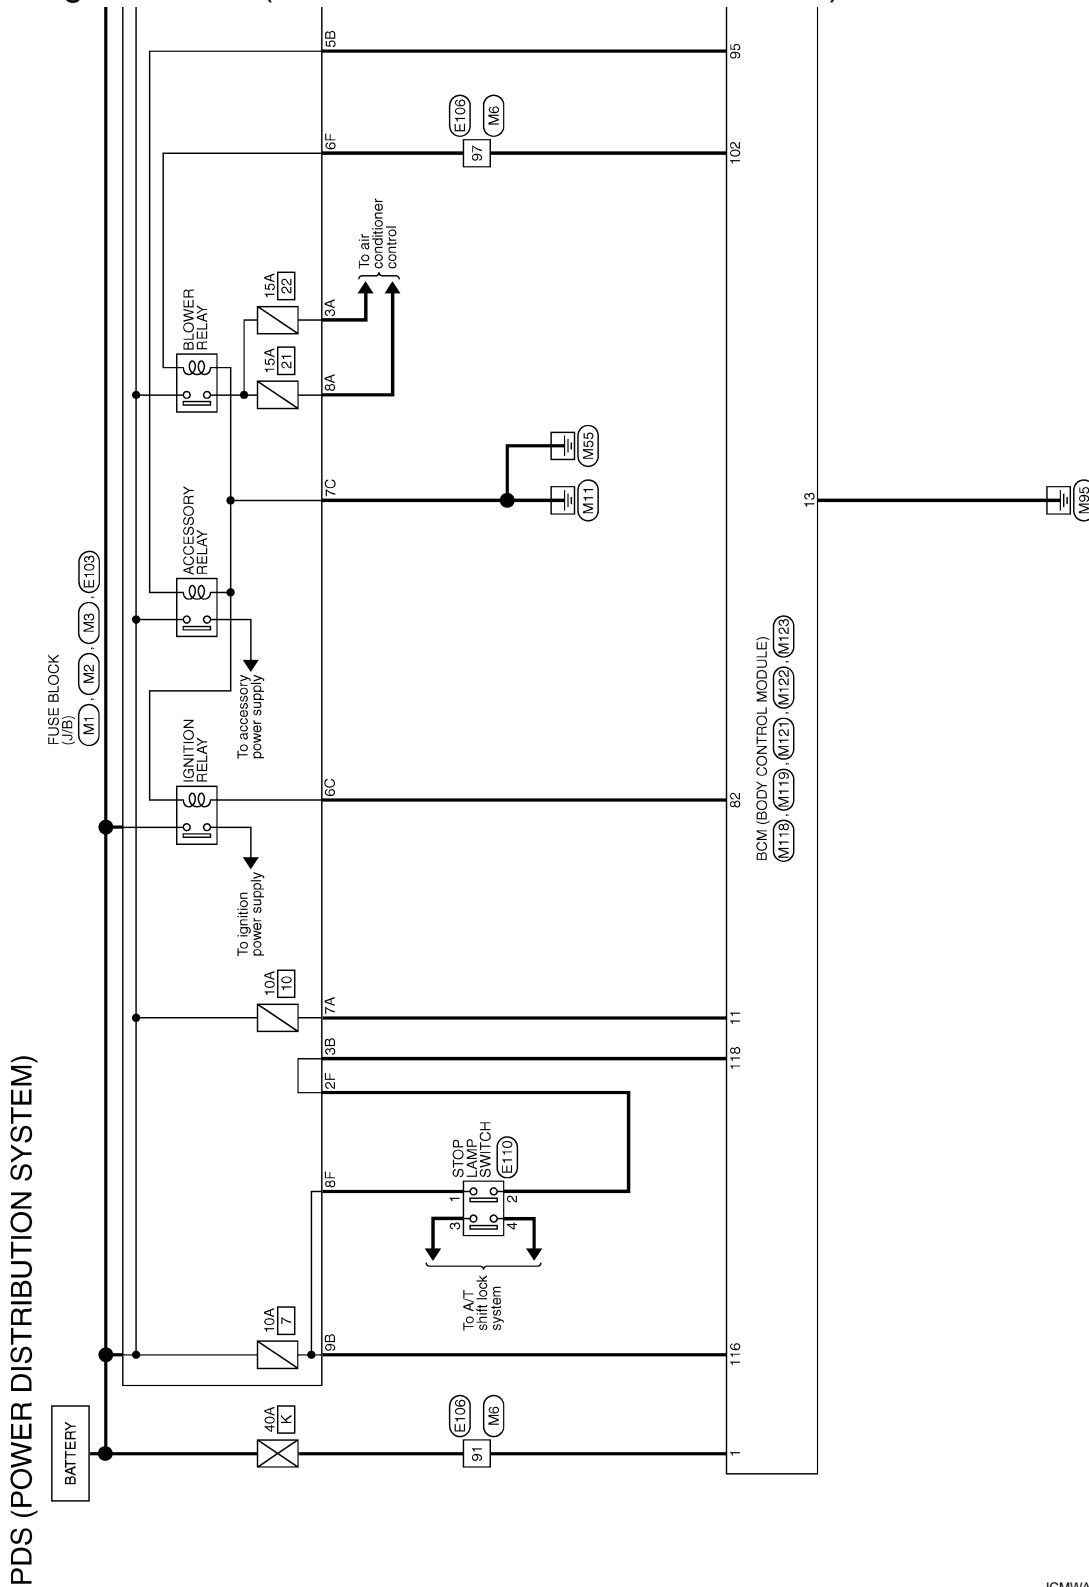 PDS (POWER DISTRIBUTION SYSTEM)
BATTERY
FUSE BLOCK
(J/B)
M1 , M2 , M3 , E103
40A
K
10A
7
10A
10
IGNITION
RELAY
To ignition
power supply
ACCESSORY
RELAY
To accessory
power supply
BLOWER
RELAY
15A
21
15A
22
9B
8F
2F
3B
7A
6C
7C
8A
3A
6F
5B
To air
conditioner
control
E106
M6
91
To A/T
shift lock
system
3
1
4
2
STOP
LAMP
SWITCH
E110
M11
M55
E106
M6
97
1
116
118
11
82
102
95
BCM (BODY CONTROL MODULE)
M118 , M119 , M121 , M122 , M123
13
M95